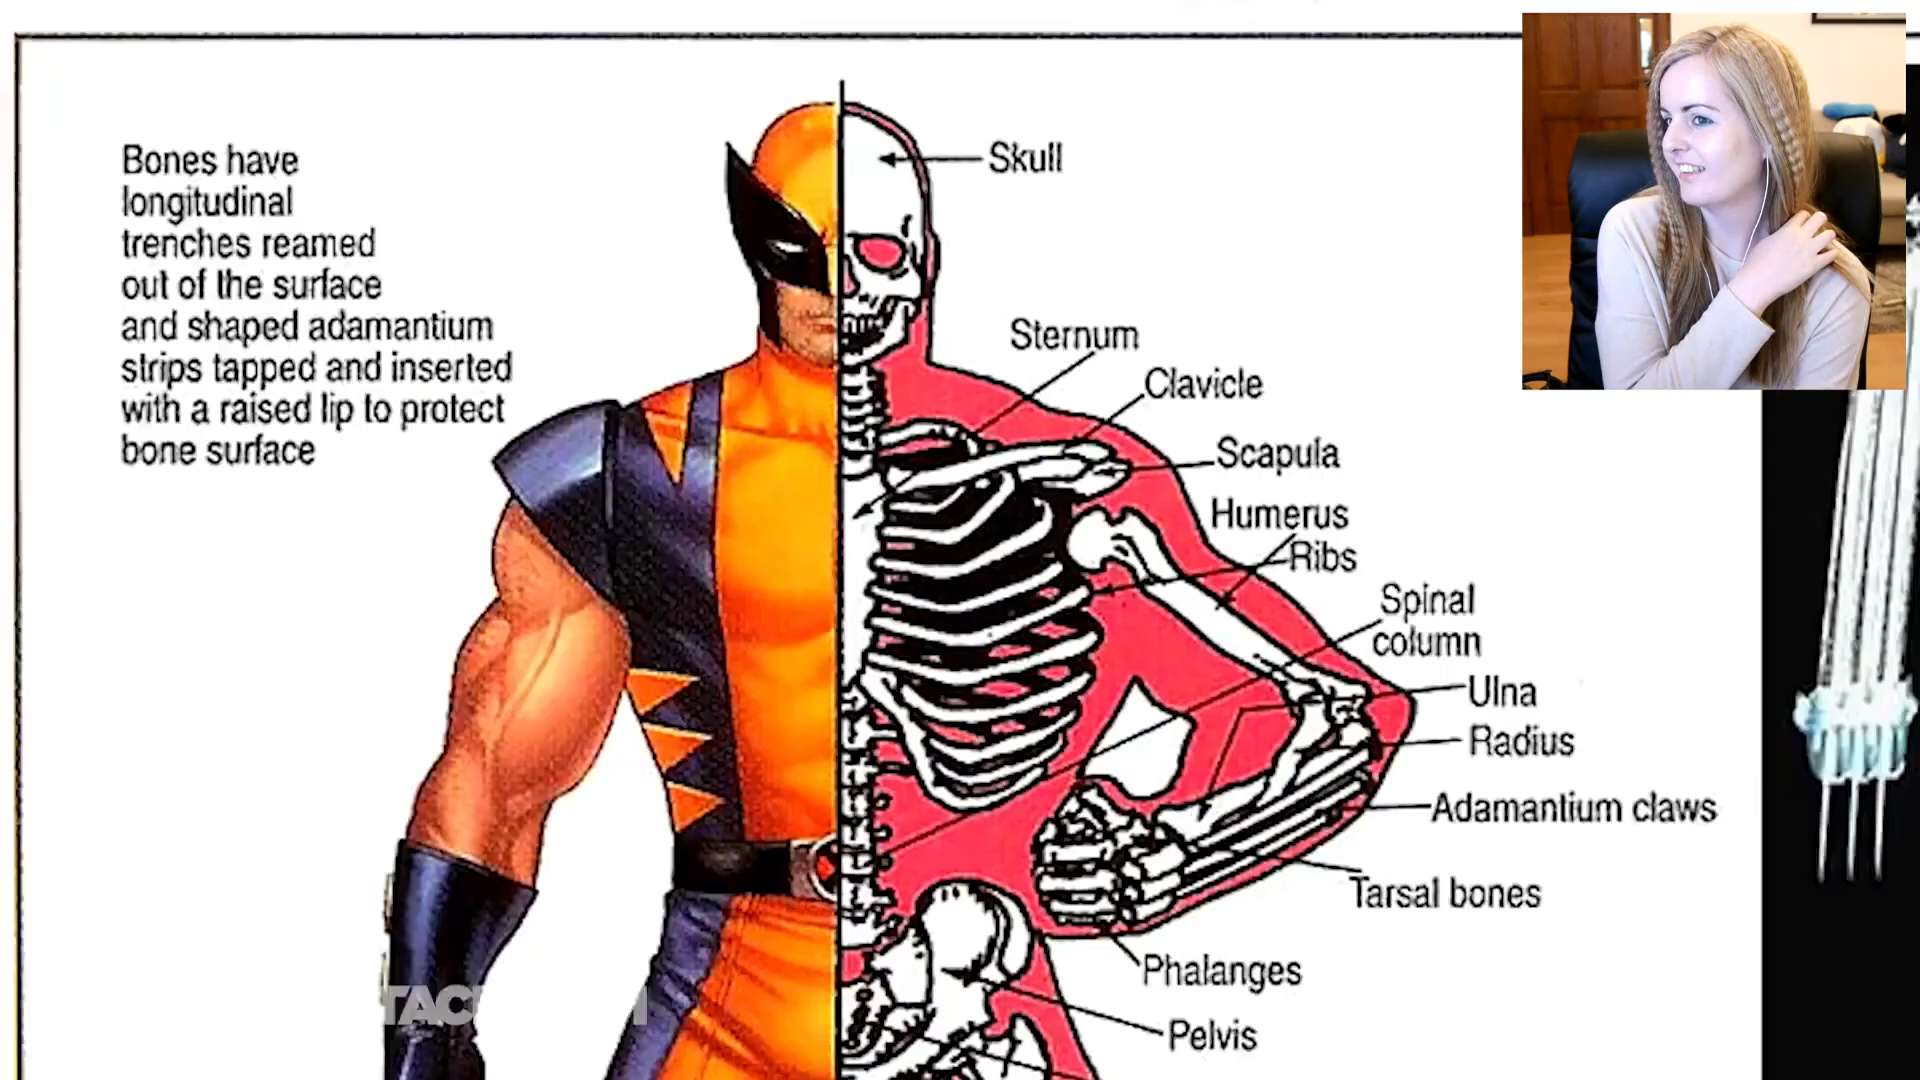 Bones have
longitudinal
trenches reamed
out of the surface
and shaped adamantium
strips tapped and inserted
with a raised lip to protect
bone surface
Skull
Sternum
Clavicle
Scapula
Humerus
Ribs
Spinal
column
Ulna
Radius
Adamantium claws
Tarsal bones
Phalanges
Pelvis